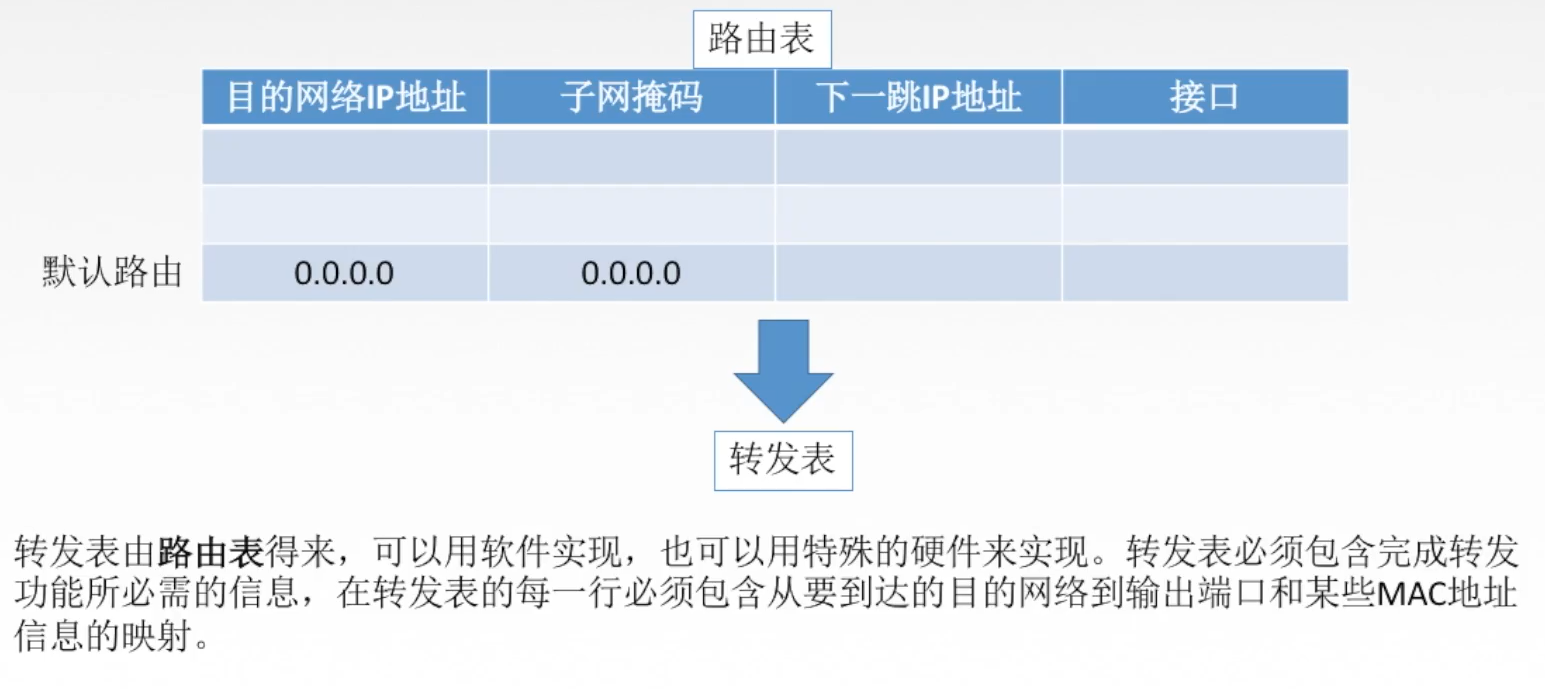 路由表
目的网络IP地址 子网掩码 下一跳IP地址 接口
默认路由 0.0.0.0 0.0.0.0
转发表
转发表由路由表得来，可以用软件实现，也可以用特殊的硬件来实现。转发表必须包含完成转发
功能所必需的信息，在转发表的每一行必须包含从要到达的目的网络到输出端口和某些MAC地址
信息的映射。